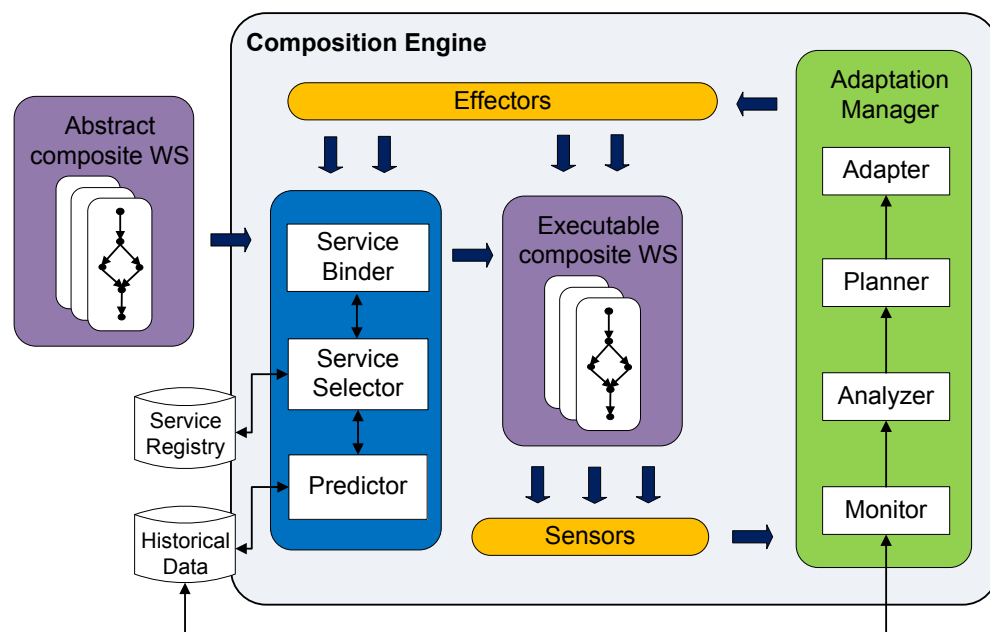 Composition Engine
Abstract
composite WS
Effectors
Adaptation
Manager
Adapter
Planner
Analyzer
Monitor
Service
Binder
Service
Selector
Predictor
Executable
composite WS
Service
Registry
Historical
Data
Sensors